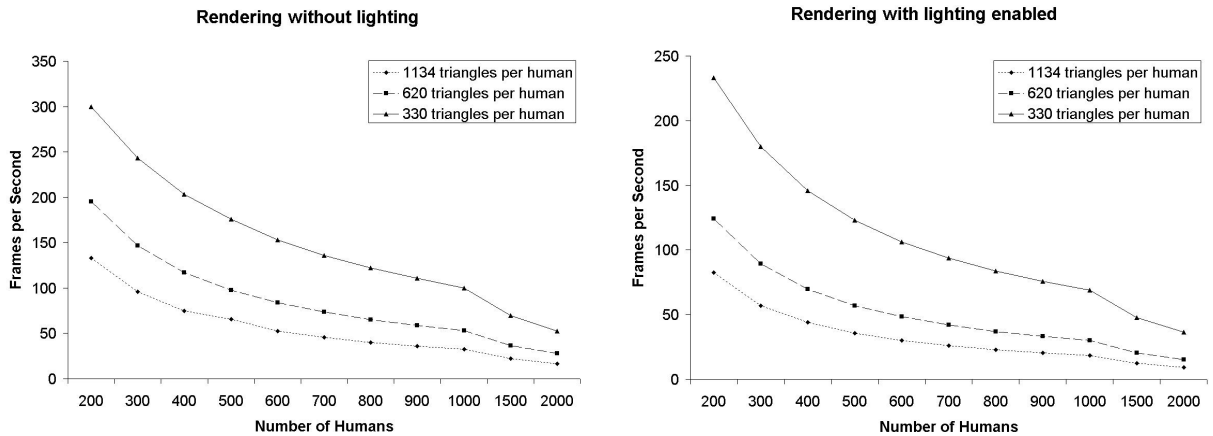 Rendering without lighting
350
300
250
200
150
100
50
0
Frames per Second
1134 triangles per human
620 triangles per human
330 triangles per human
200 300 400 500 600 700 800 900 1000 1500 2000
Number of Humans
Rendering with lighting enabled
250
200
150
100
50
0
Frames per Second
1134 triangles per human
620 triangles per human
330 triangles per human
200 300 400 500 600 700 800 900 1000 1500 2000
Number of Humans